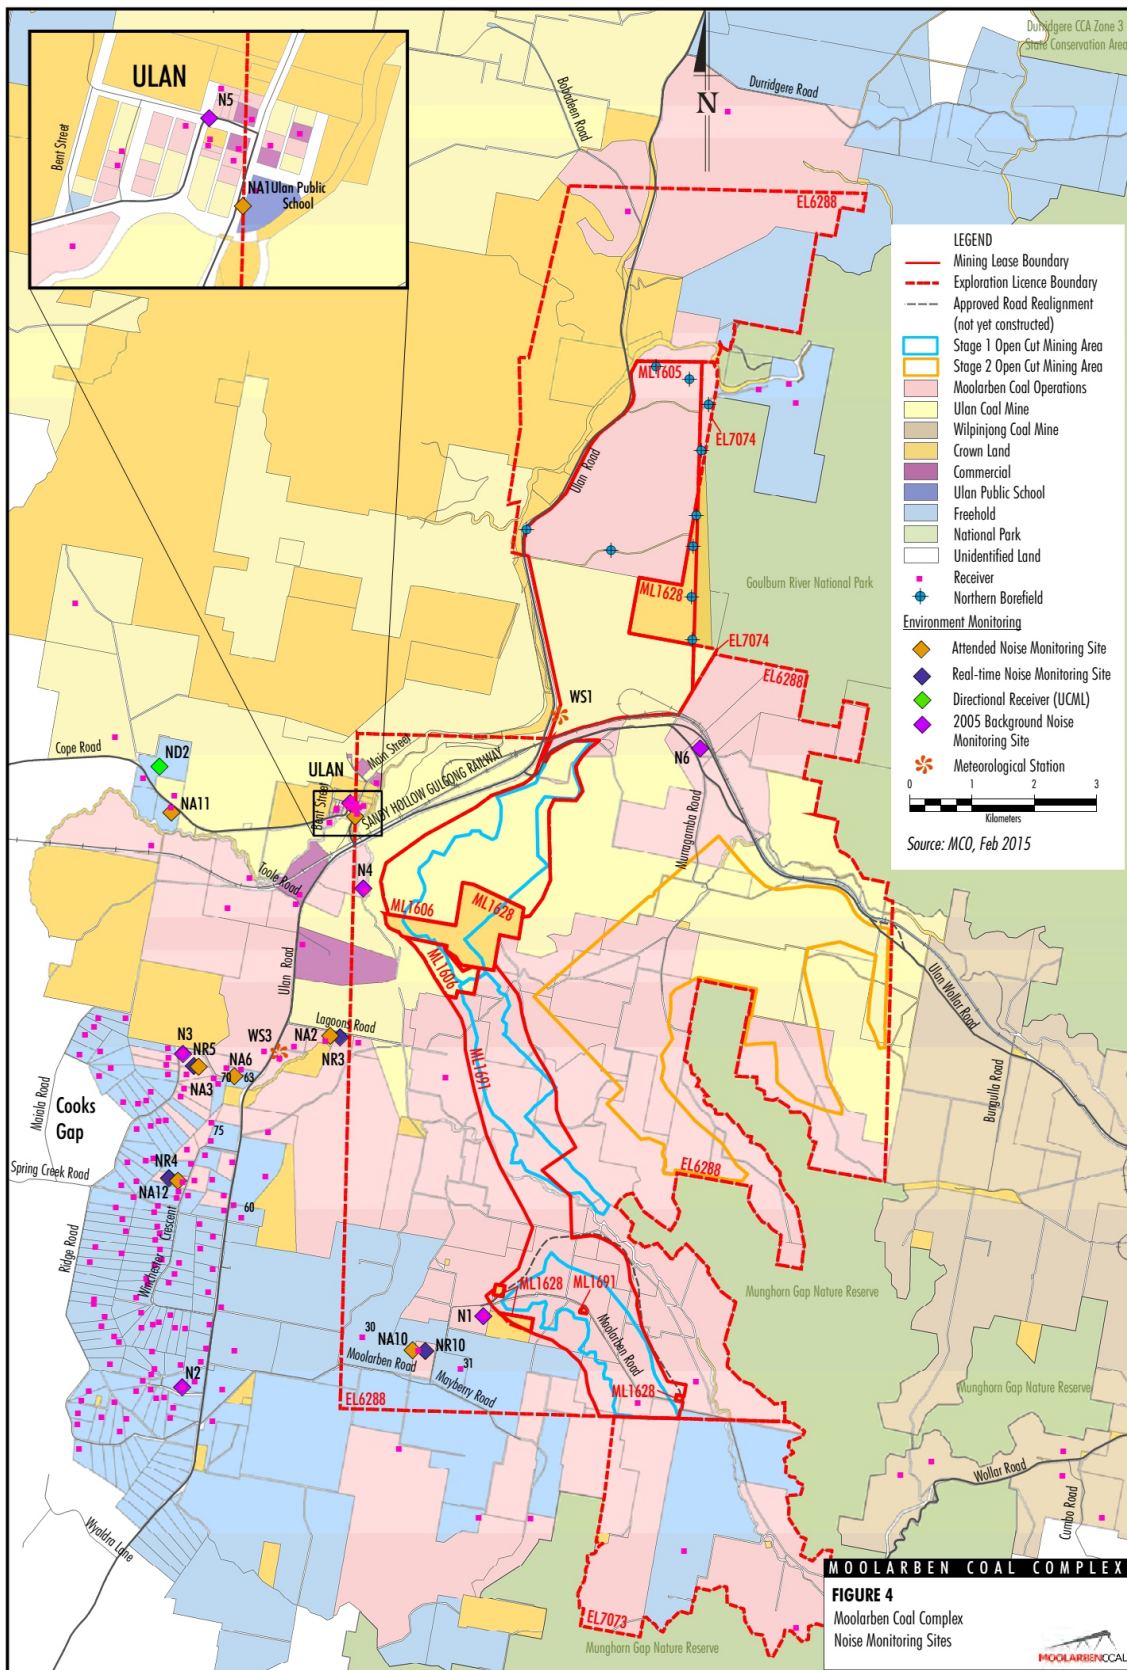 Durridgere CCA Zone 3
State Conservation Area
ULAN
N5
Bent Street
NA1 Ulan Public
School
Bobadeen Road
N
Durridgere Road
EL6288
LEGEND
Mining Lease Boundary
Exploration Licence Boundary
Approved Road Realignment
(not yet constructed)
Stage 1 Open Cut Mining Area
Stage 2 Open Cut Mining Area
Moolarben Coal Operations
Ulan Coal Mine
Wilpinjong Coal Mine
Crown Land
Commercial
Ulan Public School
Freehold
National Park
Unidentified Land
Receiver
Northern Borefield
Environment Monitoring
Attended Noise Monitoring Site
Real-time Noise Monitoring Site
Directional Receiver (UCML)
2005 Background Noise
Monitoring Site
Meteorological Station
0 1 2 3
Kilometers
Source: MCO, Feb 2015
ML1605
EL7074
Ulan Road
Goulburn River National Park
ML1628
EL7074
EL6288
WS1
Cope Road
ND2
Main Street
ULAN
SANDY HOLLOW GULGONG RAILWAY
N6
Bent Street
NA11
Murragamba Road
Toole Road
N4
ML1606
ML1628
ML1606
Ulan Road
Ulan Wollar Road
Lagoons Road
N3
WS3
NA2
NR5
NR3
NA6
70
63
NA3
ML1691
Maiala Road
Cooks
Gap
Bungulla Road
75
Spring Creek Road
NR4
EL6288
NA12
60
Ridge Road
Winchester Crescent
ML1628
ML1691
Munghorn Gap Nature Reserve
N1
30
NA10
NR10
Moolarben Road
Moolarben Road
31
Mayberry Road
N2
ML1628
Munghorn Gap Nature Reserve
EL6288
Wollar Road
Cumbo Road
Wyaldra Lane
EL7073
Munghorn Gap Nature Reserve
MOOLARBEN COAL COMPLEX
FIGURE 4
Moolarben Coal Complex
Noise Monitoring Sites
MOOLARBENCOAL